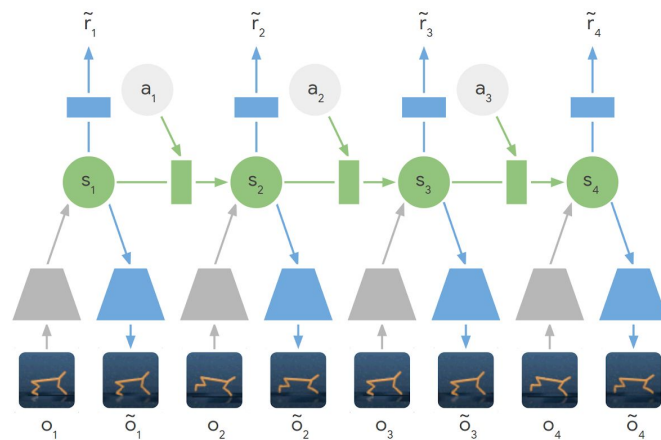 r̃₁ r̃₂ r̃₃ r̃₄
a₁ a₂ a₃
s₁ s₂ s₃ s₄
o₁ õ₁ o₂ õ₂ o₃ õ₃ o₄ õ₄